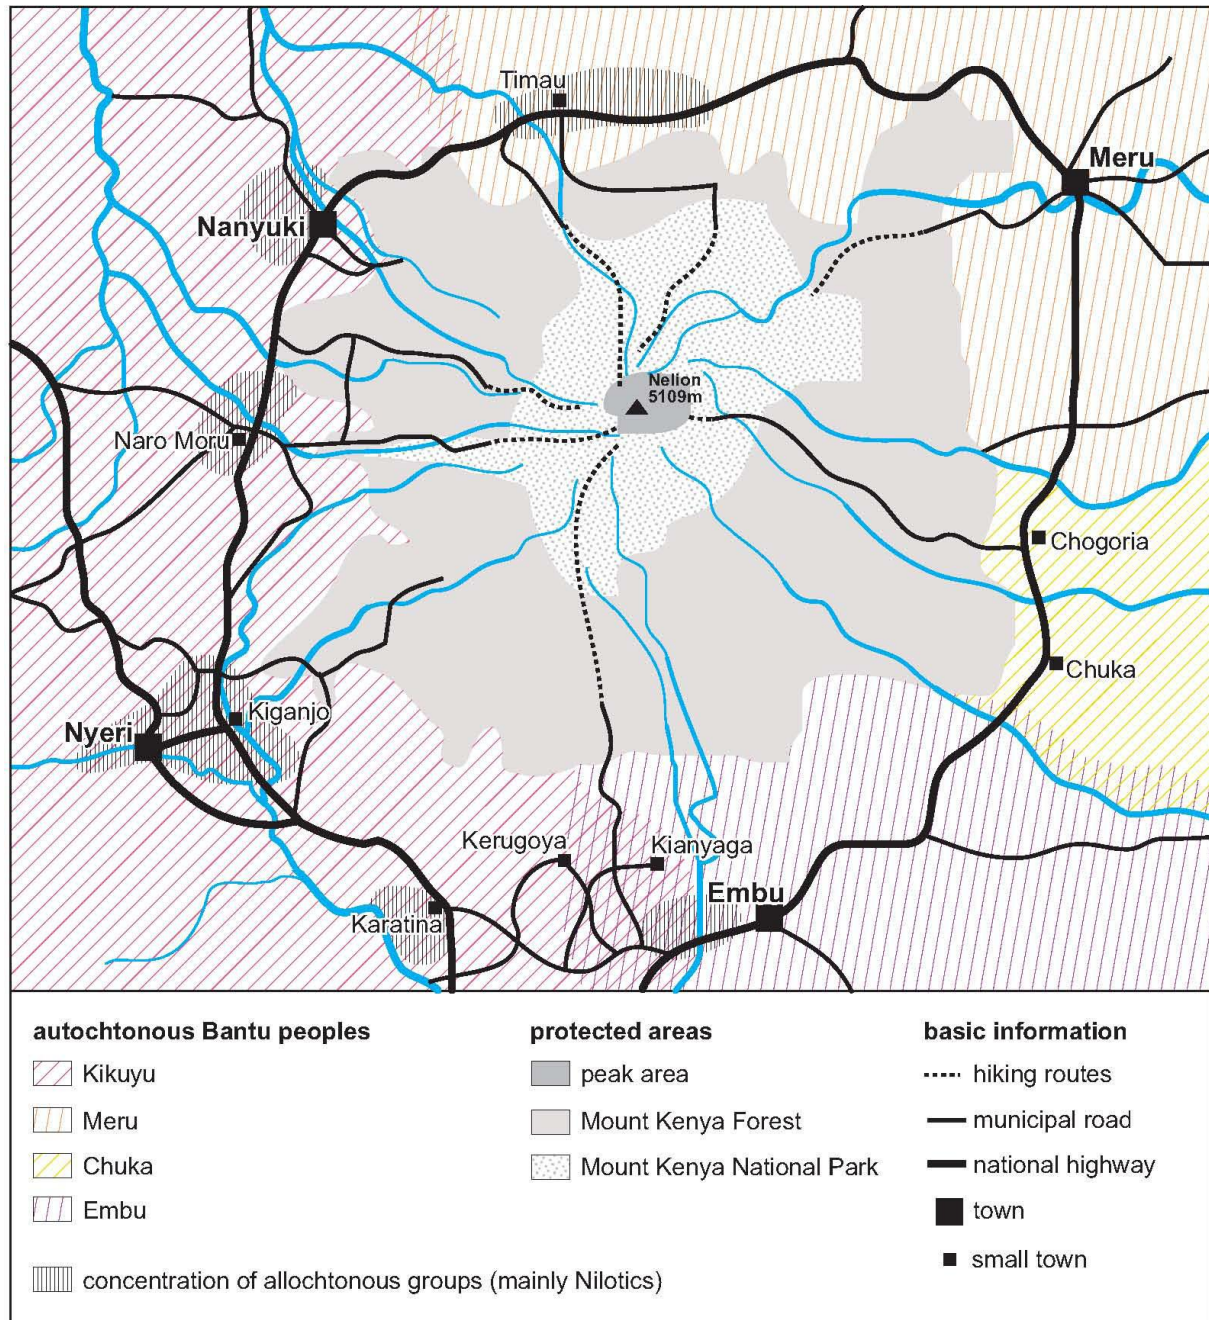 Timau
Meru
Nanyuki
Nelion
5109m
Naro Moru
Chogoria
Chuka
Kiganjo
Nyeri
Kerugoya
Kianyaga
Embu
Karatina
autochtonous Bantu peoples
Kikuyu
Meru
Chuka
Embu
concentration of allochtonous groups (mainly Nilotics)
protected areas
peak area
Mount Kenya Forest
Mount Kenya National Park
basic information
hiking routes
municipal road
national highway
town
small town